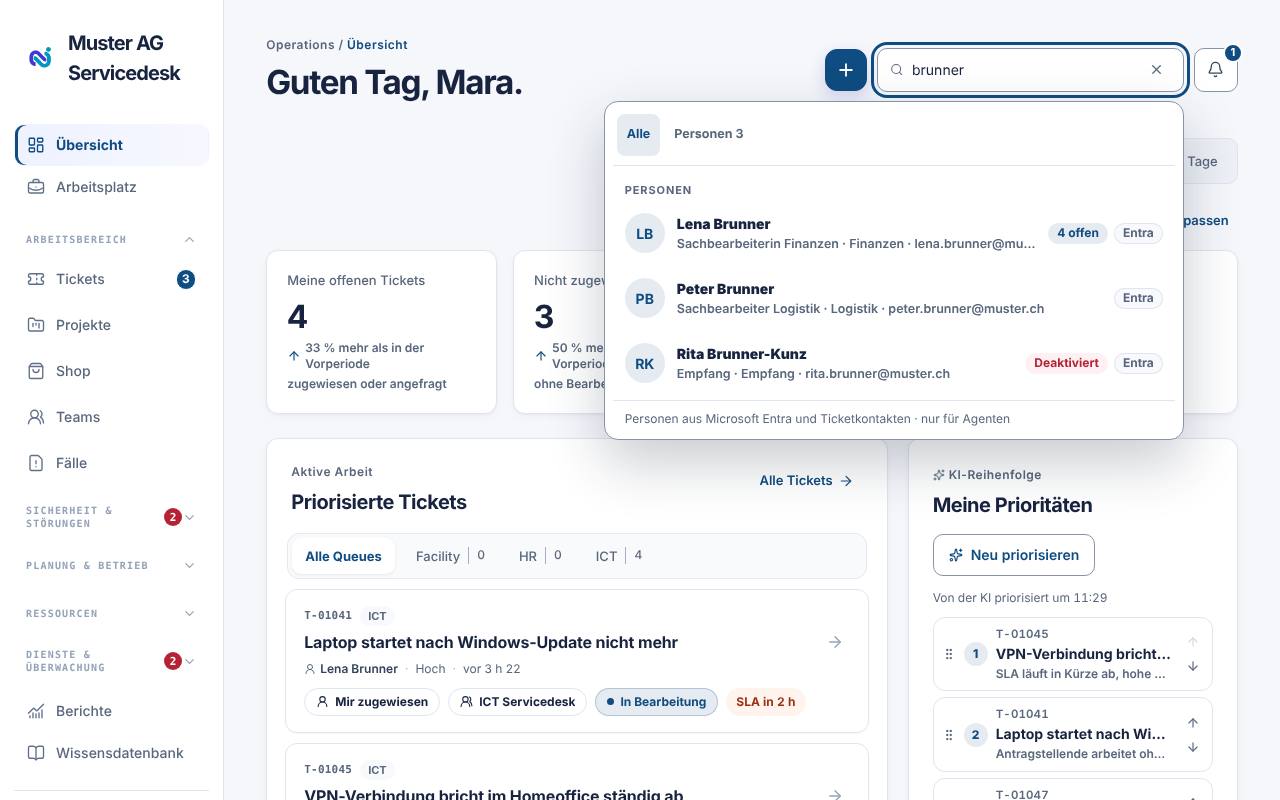 Muster AG
Servicedesk
Übersicht
Arbeitsplatz
ARBEITSBEREICH
Tickets 3
Projekte
Shop
Teams
Fälle
SICHERHEIT &
STÖRUNGEN 2
PLANUNG & BETRIEB
RESSOURCEN
DIENSTE &
ÜBERWACHUNG 2
Berichte
Wissensdatenbank
Operations / Übersicht
Guten Tag, Mara.
brunner
1
Alle Personen 3
PERSONEN
LB Lena Brunner
Sachbearbeiterin Finanzen · Finanzen · lena.brunner@mu…
4 offen Entra
PB Peter Brunner
Sachbearbeiter Logistik · Logistik · peter.brunner@muster.ch
Entra
RK Rita Brunner-Kunz
Empfang · Empfang · rita.brunner@muster.ch
Deaktiviert Entra
Personen aus Microsoft Entra und Ticketkontakten · nur für Agenten
Tage
passen
Meine offenen Tickets
4
33 % mehr als in der
Vorperiode
zugewiesen oder angefragt
Nicht zugew
3
50 % me
Vorperiod
ohne Bearbe
Aktive Arbeit
Priorisierte Tickets
Alle Tickets
Alle Queues Facility 0 HR 0 ICT 4
T-01041 ICT
Laptop startet nach Windows-Update nicht mehr
Lena Brunner · Hoch · vor 3 h 22
Mir zugewiesen ICT Servicedesk In Bearbeitung SLA in 2 h
T-01045 ICT
VPN-Verbindung bricht im Homeoffice ständig ab
KI-Reihenfolge
Meine Prioritäten
Neu priorisieren
Von der KI priorisiert um 11:29
T-01045
1 VPN-Verbindung bricht…
SLA läuft in Kürze ab, hohe …
T-01041
2 Laptop startet nach Wi…
Antragstellende arbeitet oh…
T-01047